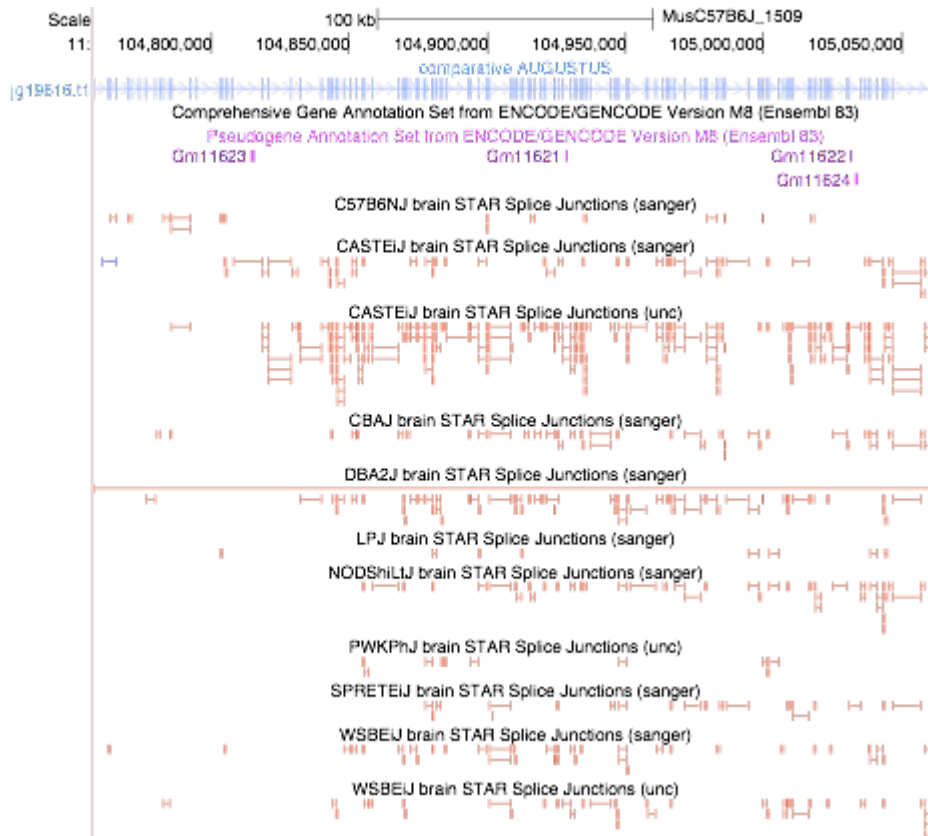 Scale 100 kb MusC57B6J_1509
11: 104,800,000 104,850,000 104,900,000 104,950,000 105,000,000 105,050,000
comparative AUGUSTUS
jg19616.t1
Comprehensive Gene Annotation Set from ENCODE/GENCODE Version M8 (Ensembl 83)
Pseudogene Annotation Set from ENCODE/GENCODE Version M8 (Ensembl 83)
Gm11623 Gm11621 Gm11622
Gm11624
C57B6NJ brain STAR Splice Junctions (sanger)
CASTEiJ brain STAR Splice Junctions (sanger)
CASTEiJ brain STAR Splice Junctions (unc)
CBAJ brain STAR Splice Junctions (sanger)
DBA2J brain STAR Splice Junctions (sanger)
LPJ brain STAR Splice Junctions (sanger)
NODShiLtJ brain STAR Splice Junctions (sanger)
PWKPhJ brain STAR Splice Junctions (unc)
SPRETEiJ brain STAR Splice Junctions (sanger)
WSBEiJ brain STAR Splice Junctions (sanger)
WSBEiJ brain STAR Splice Junctions (unc)